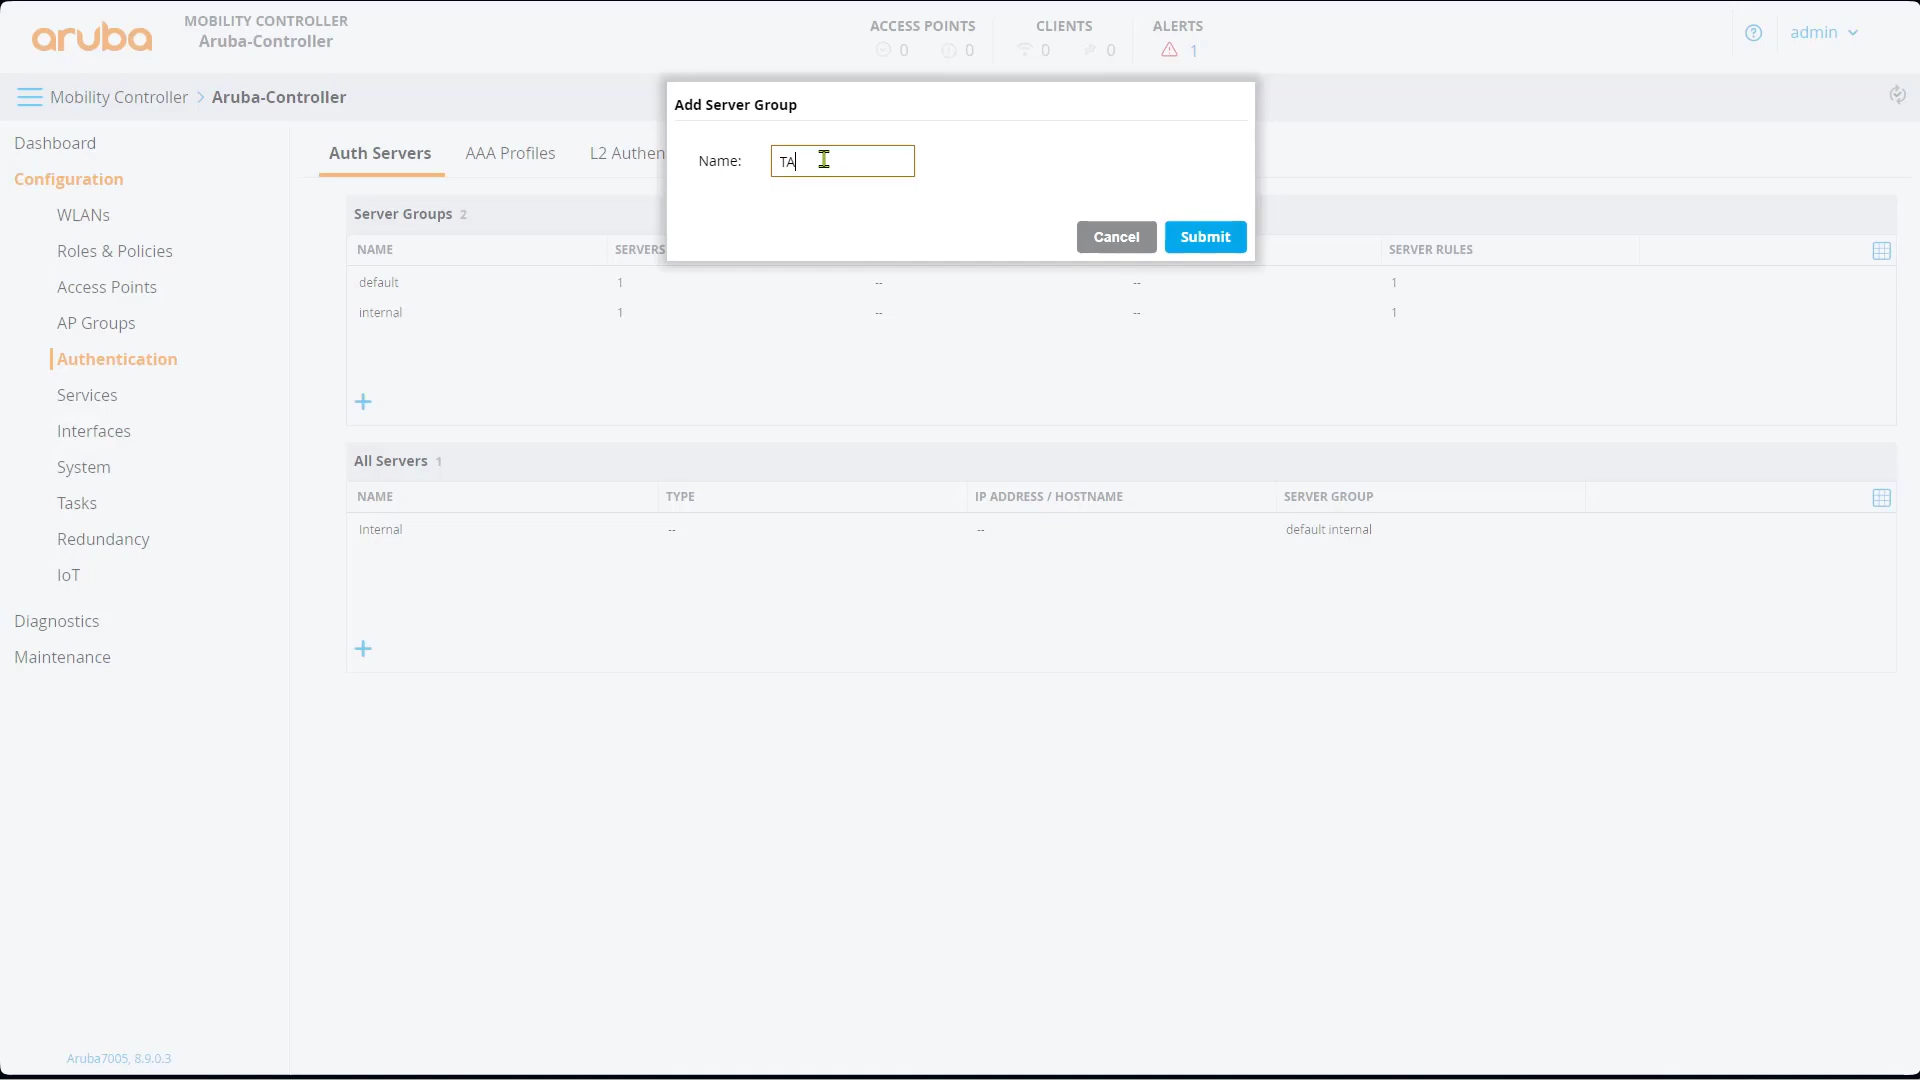 aruba
MOBILITY CONTROLLER
Aruba-Controller
ACCESS POINTS
0 0
CLIENTS
0 0
ALERTS
1
admin
Mobility Controller > Aruba-Controller
Dashboard
Configuration
WLANs
Roles & Policies
Access Points
AP Groups
Authentication
Services
Interfaces
System
Tasks
Redundancy
IoT
Diagnostics
Maintenance
Aruba7005, 8.9.0.3
Auth Servers AAA Profiles L2 Authen
Add Server Group
Name: TA
Cancel Submit
Server Groups 2
NAME SERVERS SERVER RULES
default 1 -- -- 1
internal 1 -- -- 1
+
All Servers 1
NAME TYPE IP ADDRESS / HOSTNAME SERVER GROUP
Internal -- -- default internal
+